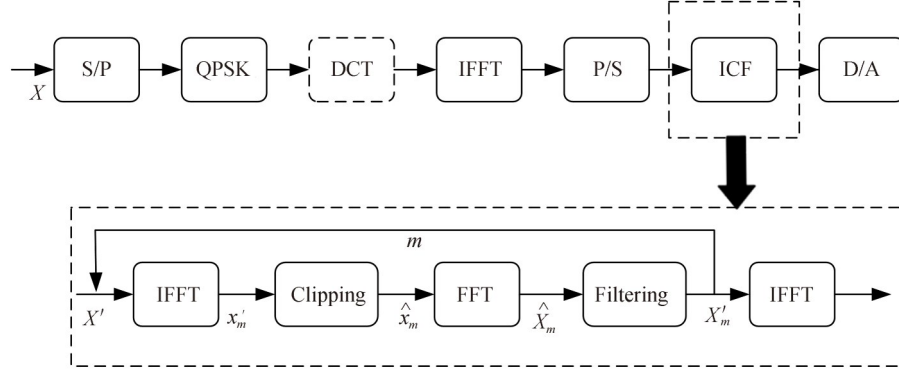 X
S/P
QPSK
DCT
IFFT
P/S
ICF
D/A
m
X′
IFFT
x′ₘ
Clipping
x̂ₘ
FFT
X̂ₘ
Filtering
X′ₘ
IFFT